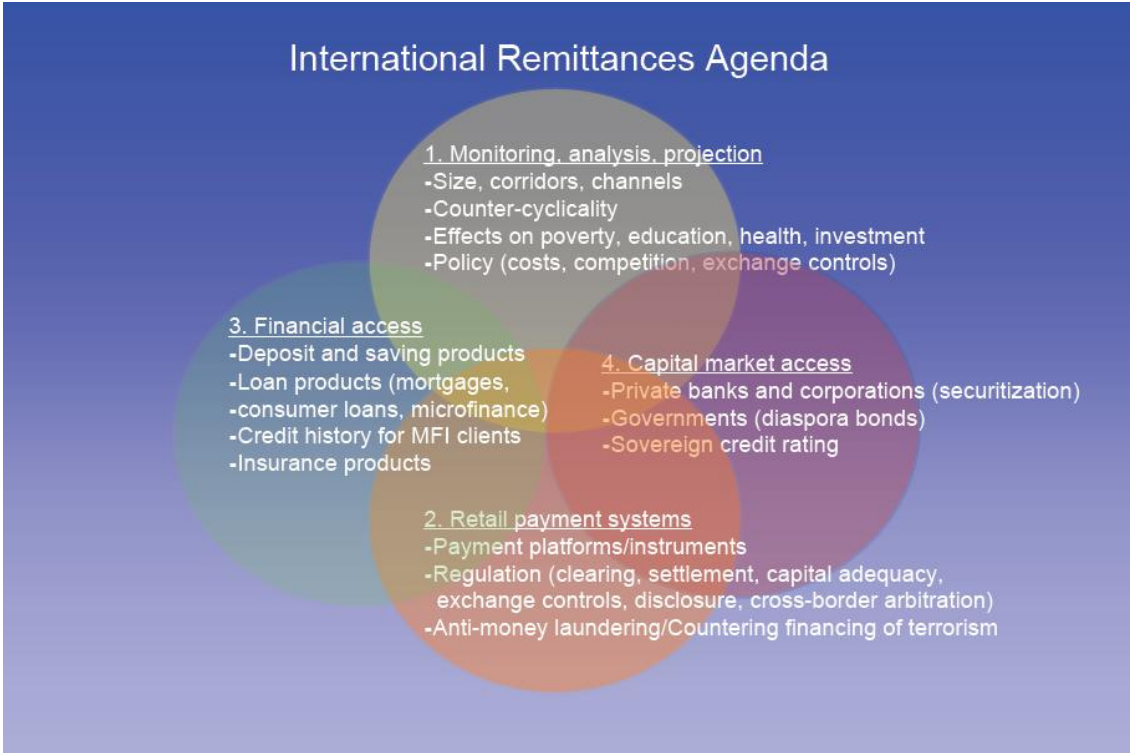 International Remittances Agenda
1. Monitoring, analysis, projection
-Size, corridors, channels
-Counter-cyclicality
-Effects on poverty, education, health, investment
-Policy (costs, competition, exchange controls)
3. Financial access
-Deposit and saving products
-Loan products (mortgages,
-consumer loans, microfinance)
-Credit history for MFI clients
-Insurance products
4. Capital market access
-Private banks and corporations (securitization)
-Governments (diaspora bonds)
-Sovereign credit rating
2. Retail payment systems
-Payment platforms/instruments
-Regulation (clearing, settlement, capital adequacy,
exchange controls, disclosure, cross-border arbitration)
-Anti-money laundering/Countering financing of terrorism